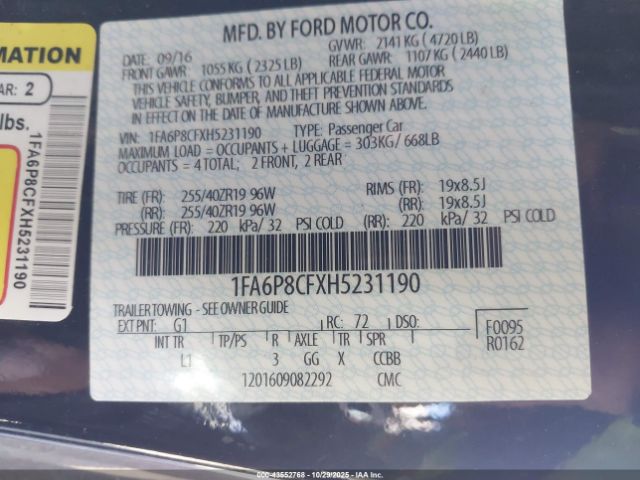 MFD. BY FORD MOTOR CO.
DATE: 09/16 GVWR: 2141 KG ( 4720 LB)
FRONT GAWR: 1055 KG ( 2325 LB) REAR GAWR: 1107 KG ( 2440 LB)
THIS VEHICLE CONFORMS TO ALL APPLICABLE FEDERAL MOTOR
VEHICLE SAFETY, BUMPER, AND THEFT PREVENTION STANDARDS
IN EFFECT ON THE DATE OF MANUFACTURE SHOWN ABOVE.
VIN: 1FA6P8CFXH5231190 TYPE: Passenger Car
MAXIMUM LOAD = OCCUPANTS + LUGGAGE = 303KG/ 668LB
OCCUPANTS = 4 TOTAL; 2 FRONT, 2 REAR
TIRE (FR): 255/40ZR19 96W RIMS (FR): 19x8.5J
(RR): 255/40ZR19 96W (RR): 19x8.5J
PRESSURE (FR): 220 kPa/ 32 PSI COLD (RR): 220 kPa/ 32 PSI COLD
1FA6P8CFXH5231190
TRAILER TOWING - SEE OWNER GUIDE
EXT PNT: G1 RC: 72 DSO:
INT TR TP/PS R AXLE TR SPR
L1 3 GG X CCBB
1201609082292 CMC
F0095
R0162
MATION
AR: 2
lbs.
1FA6P8CFXH5231190
© - 43552768 - 10/29/2025 - IAA, Inc.